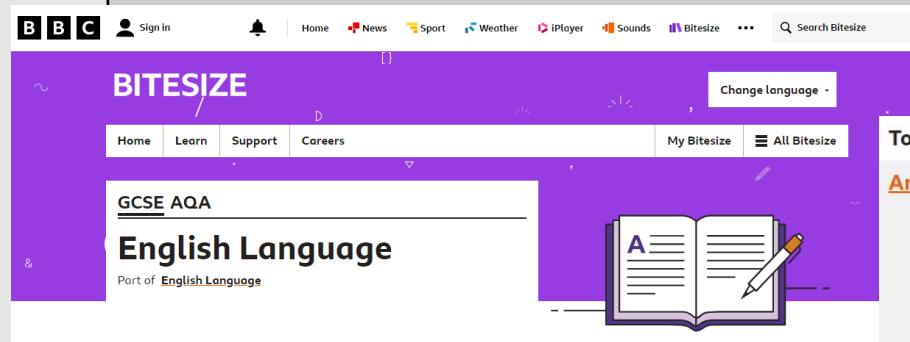 BBC Sign in Home News Sport Weather iPlayer Sounds Bitesize Search Bitesize
BITESIZE
Change language
Home Learn Support Careers My Bitesize All Bitesize
GCSE AQA
English Language
Part of English Language
A